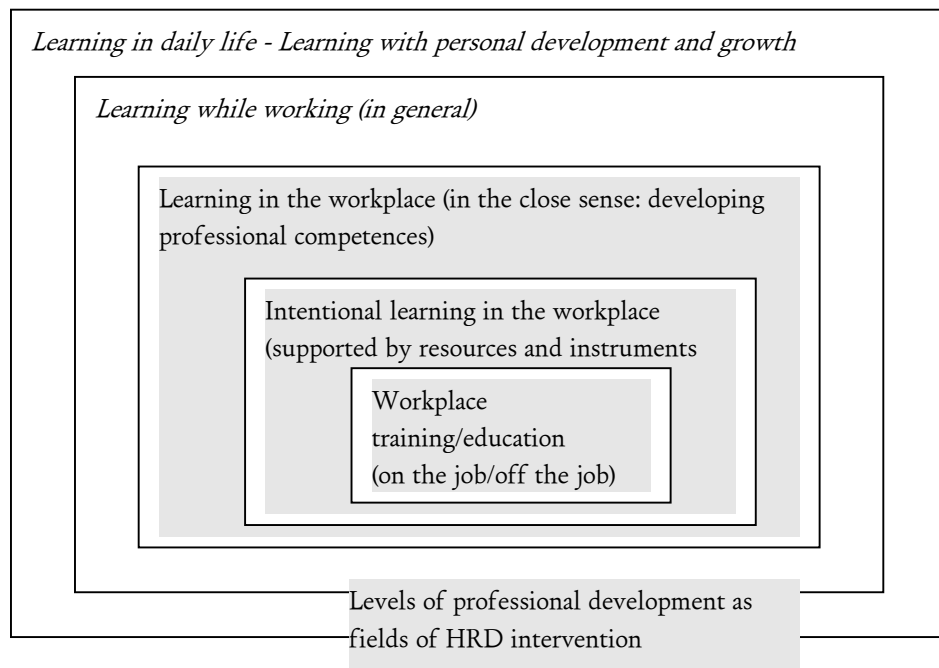 Learning in daily life - Learning with personal development and growth
Learning while working (in general)
Learning in the workplace (in the close sense: developing
professional competences)
Intentional learning in the workplace
(supported by resources and instruments
Workplace
training/education
(on the job/off the job)
Levels of professional development as
fields of HRD intervention